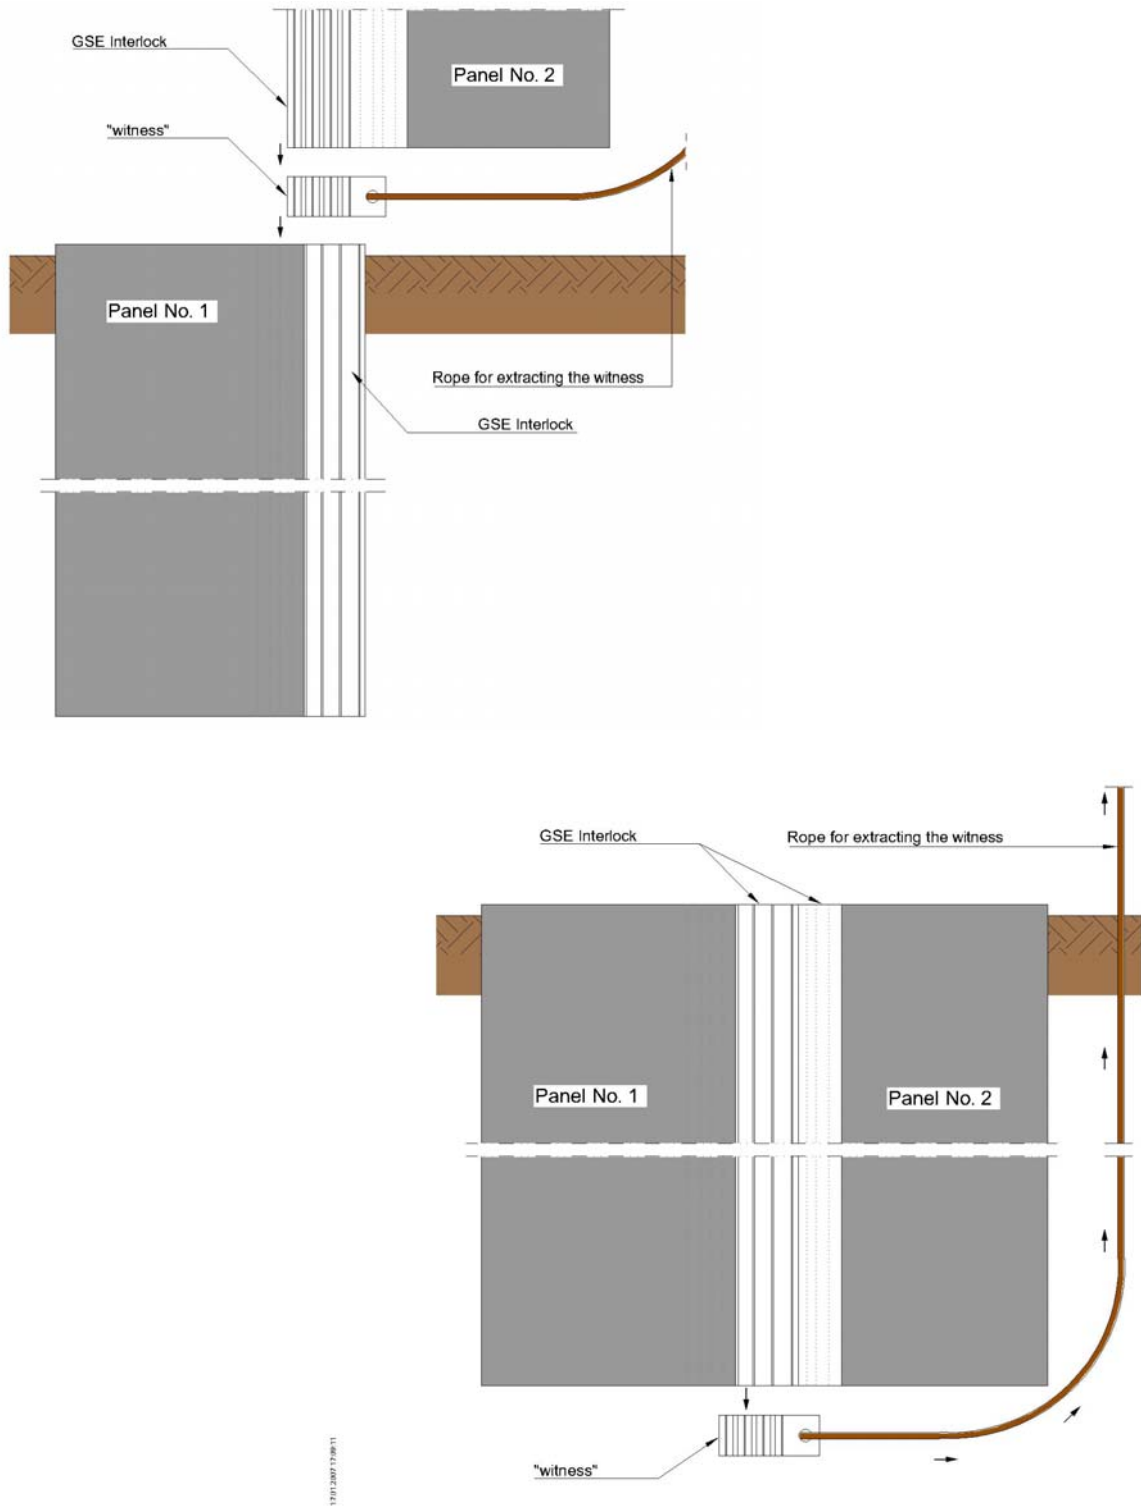 GSE Interlock
Panel No. 2
"witness"
Panel No. 1
Rope for extracting the witness
GSE Interlock
GSE Interlock
Rope for extracting the witness
Panel No. 1
Panel No. 2
"witness"